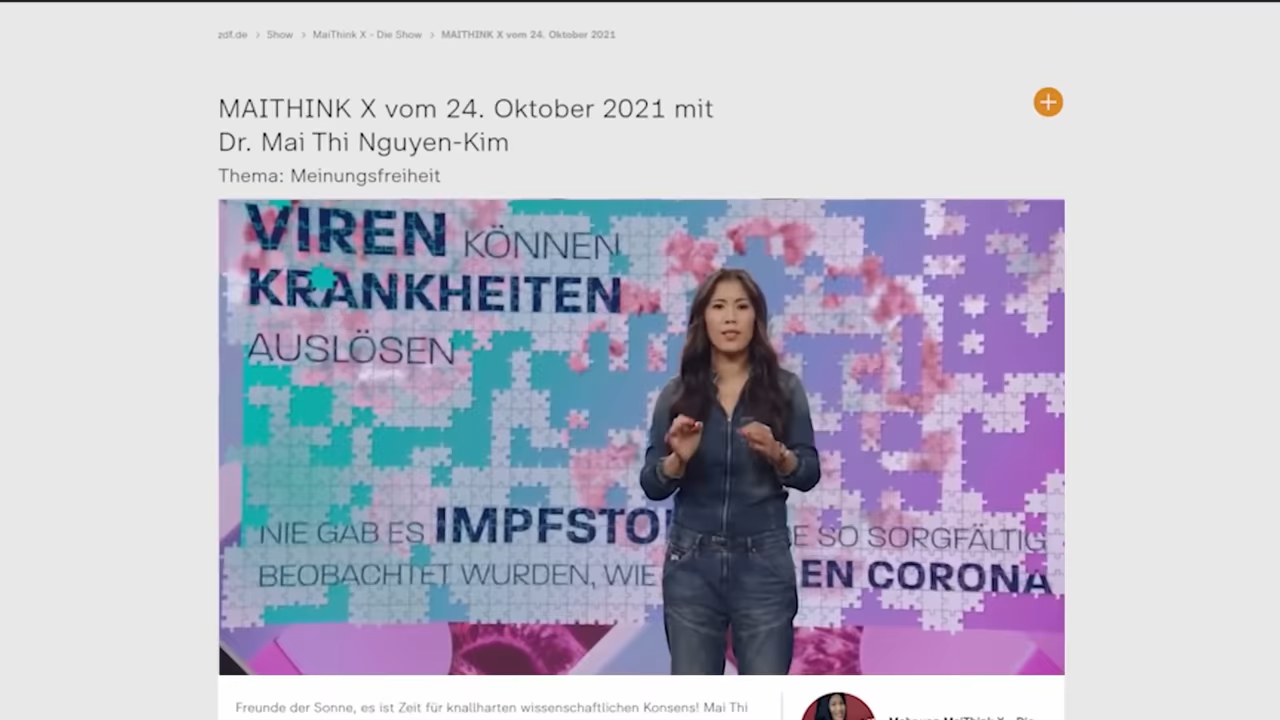 zdf.de > Show > MaiThink X - Die Show > MAITHINK X vom 24. Oktober 2021
MAITHINK X vom 24. Oktober 2021 mit
Dr. Mai Thi Nguyen-Kim
Thema: Meinungsfreiheit
VIREN KÖNNEN
KRANKHEITEN
AUSLÖSEN
NIE GAB ES SO SORGFÄLTIG
BEOBACHTET WURDEN, WIE CORONA
Freunde der Sonne, es ist Zeit für knallharten wissenschaftlichen Konsens! Mai Thi